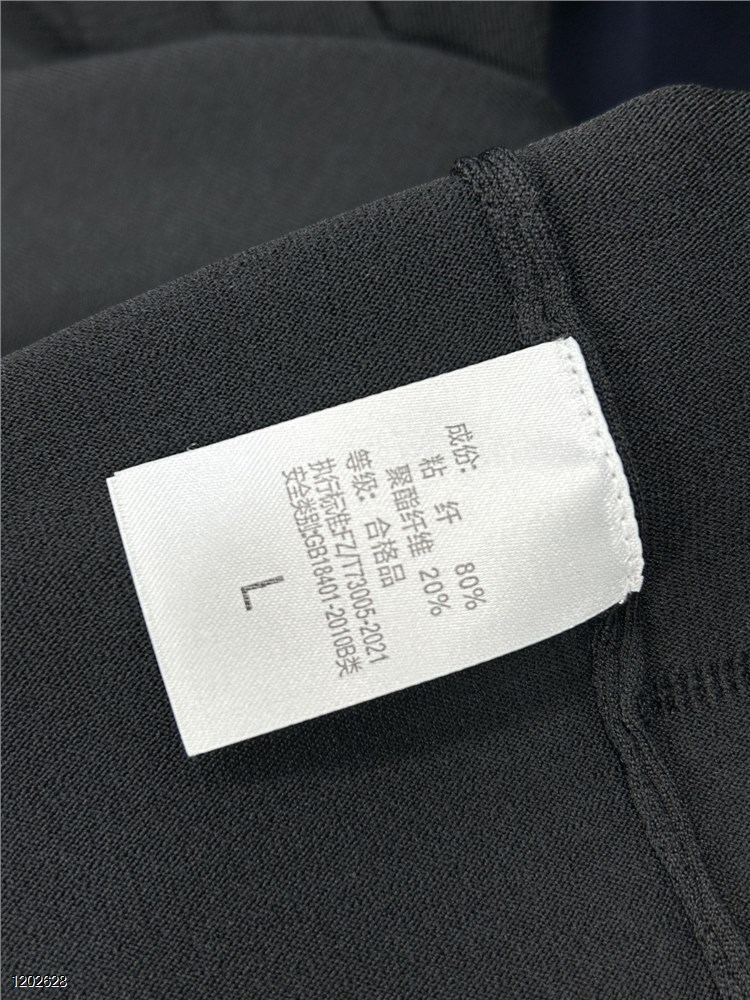 成份:
粘 纤 80%
聚酯纤维 20%
等级: 合格品
执行标准FZ/T73005-2021
安全类别GB18401-2010B类
L
1202628